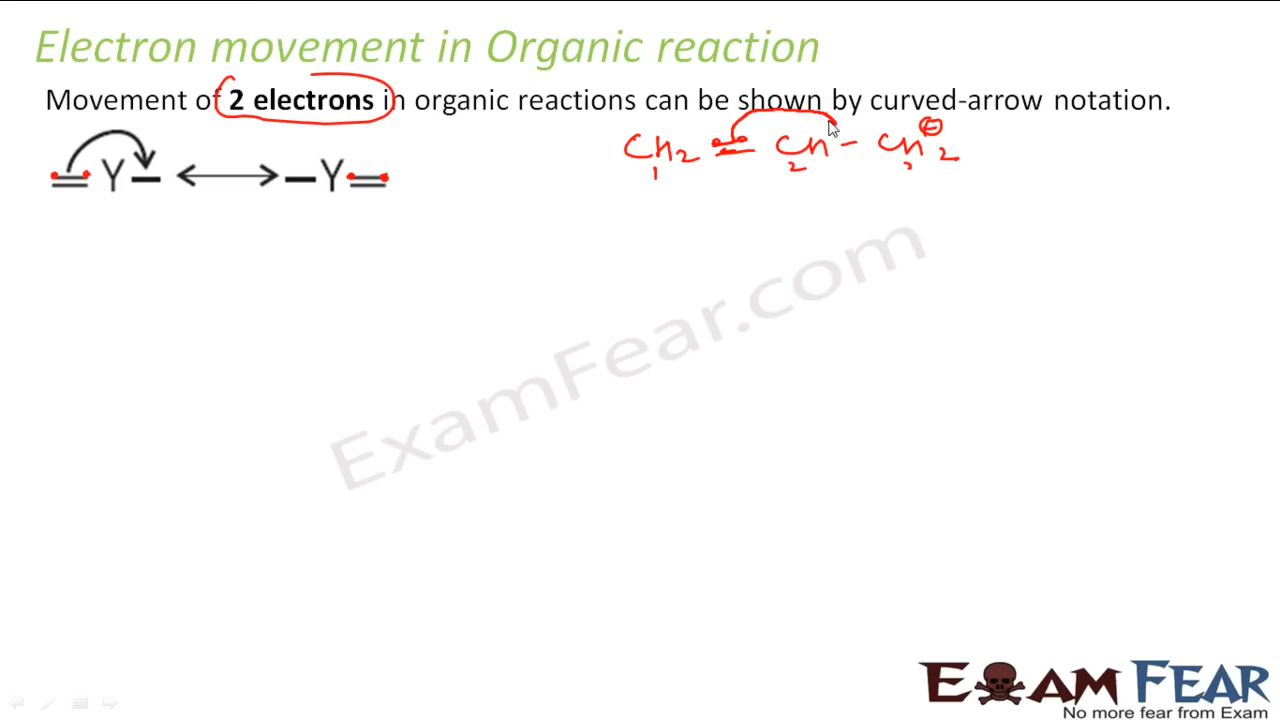 Electron movement in Organic reaction
Movement of 2 electrons in organic reactions can be shown by curved-arrow notation.
CH2 = CH - CH2 ⊕
1 2 3
=Y- ↔ -Y=
ExamFear.com
EXAM FEAR
No more fear from Exam